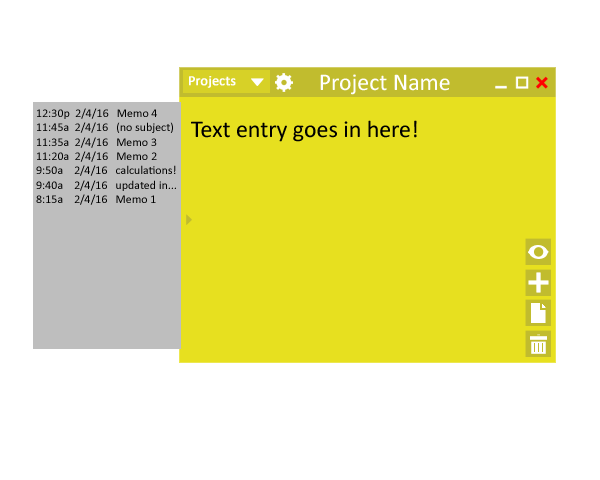 Projects
Project Name
12:30p 2/4/16 Memo 4
11:45a 2/4/16 (no subject)
11:35a 2/4/16 Memo 3
11:20a 2/4/16 Memo 2
9:50a 2/4/16 calculations!
9:40a 2/4/16 updated in...
8:15a 2/4/16 Memo 1
Text entry goes in here!